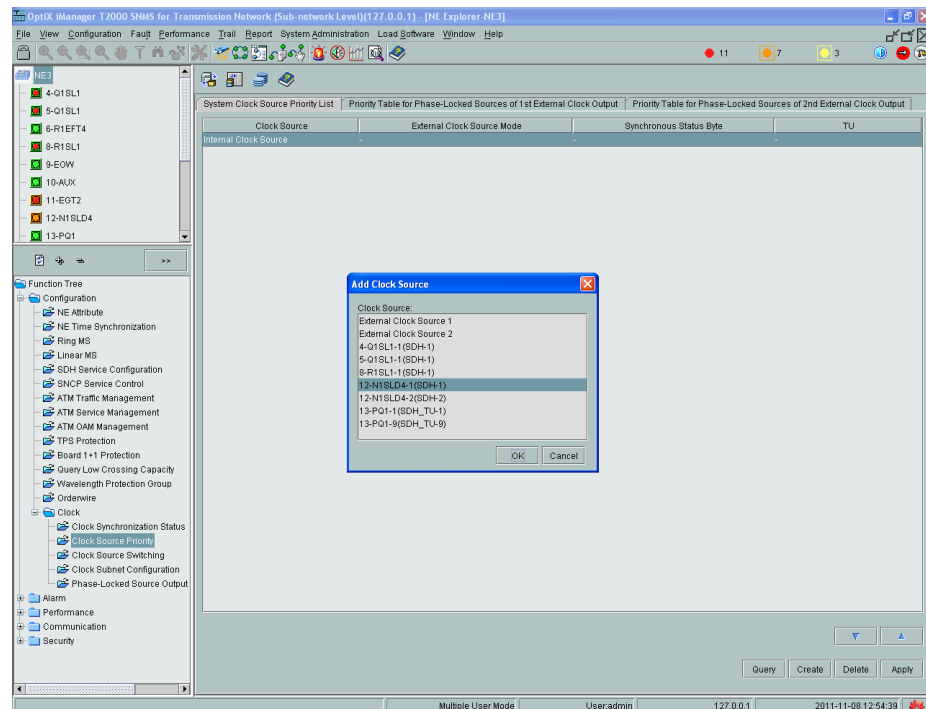 OptiX iManager T2000 SNMS for Transmission Network (Sub-network Level)(127.0.0.1) - [NE Explorer-NE3]
File View Configuration Fault Performance Trail Report System Administration Load Software Window Help
11 7 3
NE3
4-Q1SL1
5-Q1SL1
6-R1EFT4
8-R1SL1
9-EOW
10-AUX
11-EGT2
12-N1SLD4
13-PQ1
>>
Function Tree
Configuration
NE Attribute
NE Time Synchronization
Ring MS
Linear MS
SDH Service Configuration
SNCP Service Control
ATM Traffic Management
ATM Service Management
ATM OAM Management
TPS Protection
Board 1+1 Protection
Query Low Crossing Capacity
Wavelength Protection Group
Orderwire
Clock
Clock Synchronization Status
Clock Source Priority
Clock Source Switching
Clock Subnet Configuration
Phase-Locked Source Output
Alarm
Performance
Communication
Security
System Clock Source Priority List Priority Table for Phase-Locked Sources of 1st External Clock Output Priority Table for Phase-Locked Sources of 2nd External Clock Output
Clock Source External Clock Source Mode Synchronous Status Byte TU
Internal Clock Source - - -
Add Clock Source
Clock Source:
External Clock Source 1
External Clock Source 2
4-Q1SL1-1(SDH-1)
5-Q1SL1-1(SDH-1)
8-R1SL1-1(SDH-1)
12-N1SLD4-1(SDH-1)
12-N1SLD4-2(SDH-2)
13-PQ1-1(SDH_TU-1)
13-PQ1-9(SDH_TU-9)
OK Cancel
Query Create Delete Apply
Multiple User Mode User:admin 127.0.0.1 2011-11-08 12:54:39